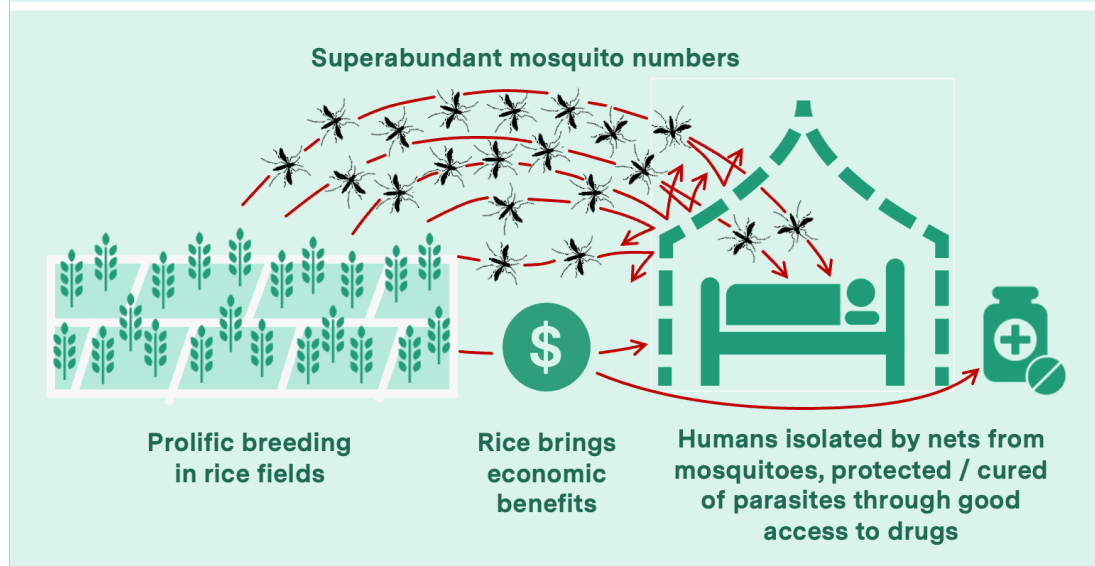 Superabundant mosquito numbers
$
Prolific breeding
in rice fields
Rice brings
economic
benefits
Humans isolated by nets from
mosquitoes, protected / cured
of parasites through good
access to drugs